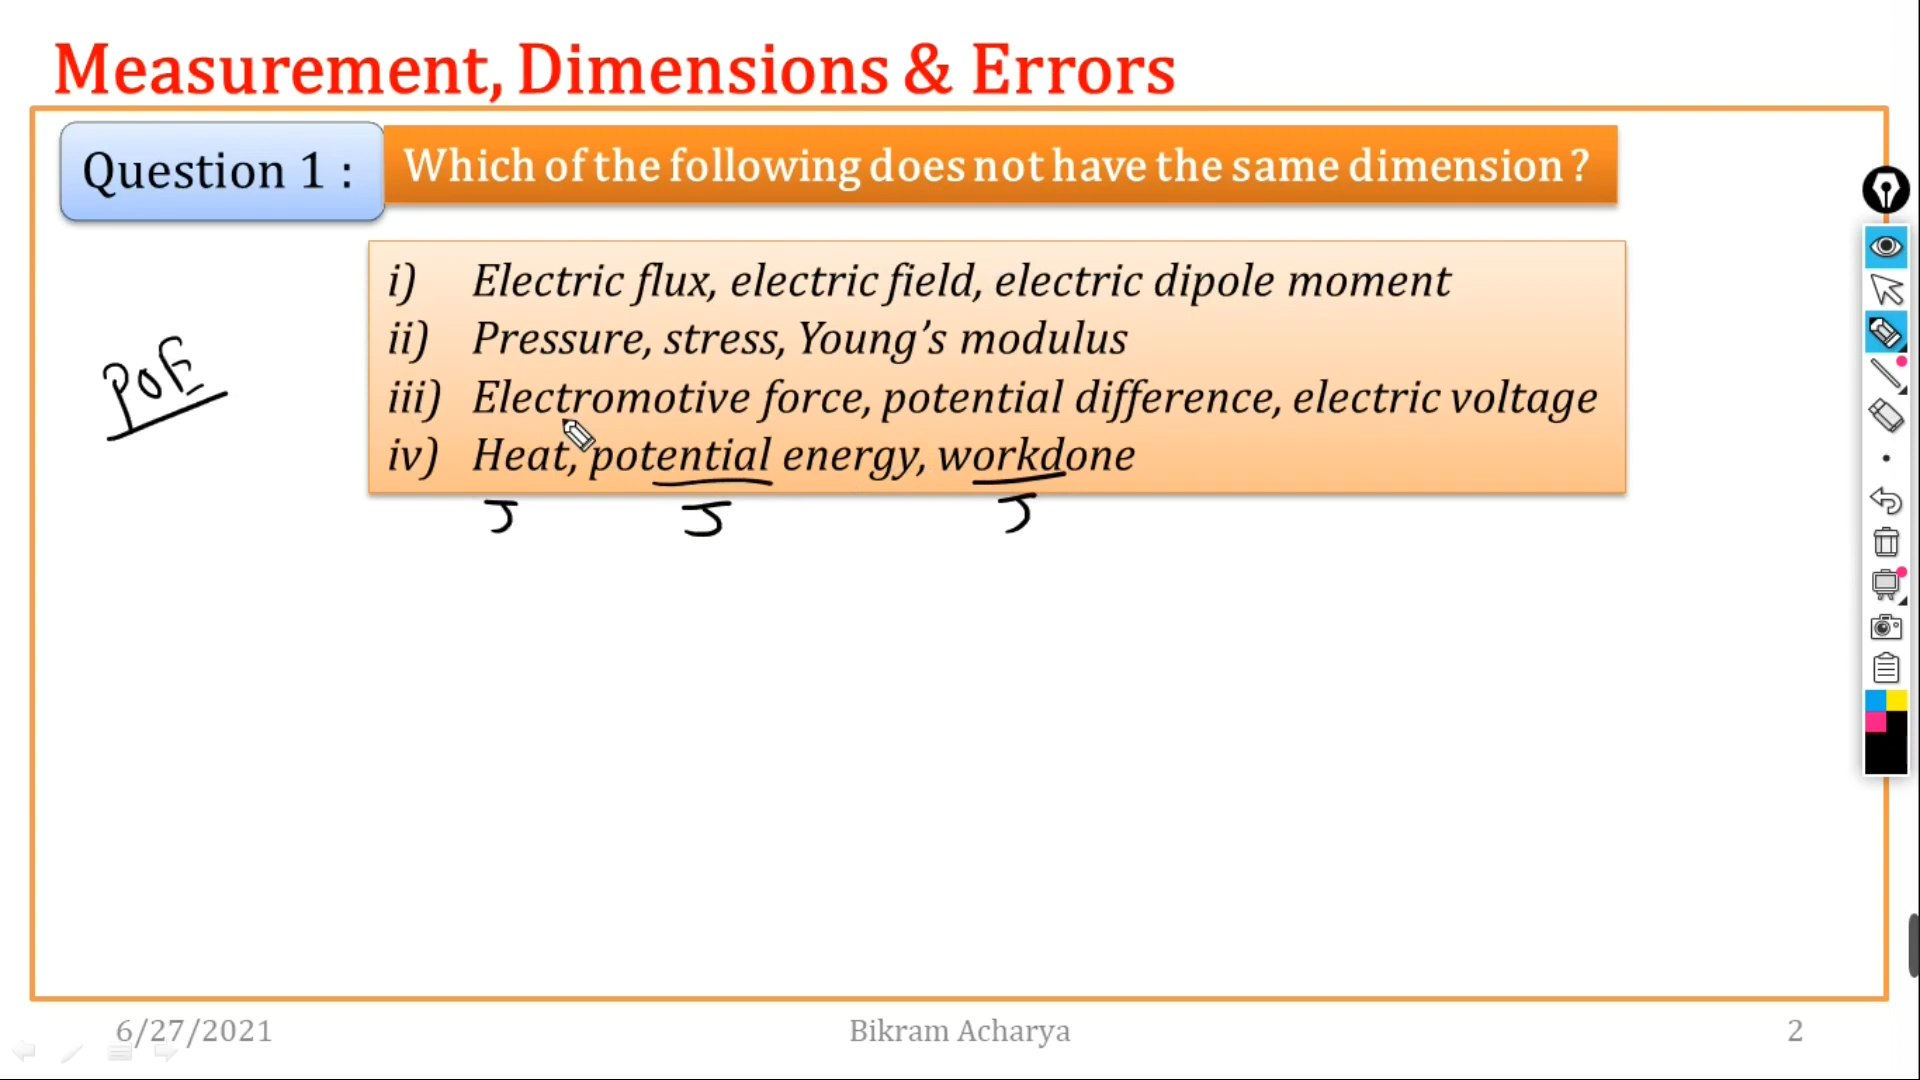 Measurement, Dimensions & Errors
Question 1 : Which of the following does not have the same dimension ?
i) Electric flux, electric field, electric dipole moment
ii) Pressure, stress, Young's modulus
iii) Electromotive force, potential difference, electric voltage
iv) Heat, potential energy, workdone
POE
J J J
6/27/2021 Bikram Acharya 2